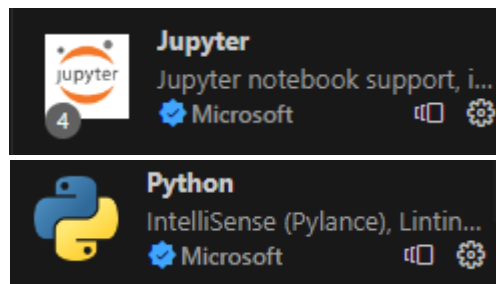 Jupyter
jupyter
Jupyter notebook support, i...
4
Microsoft
Python
IntelliSense (Pylance), Lintin...
Microsoft